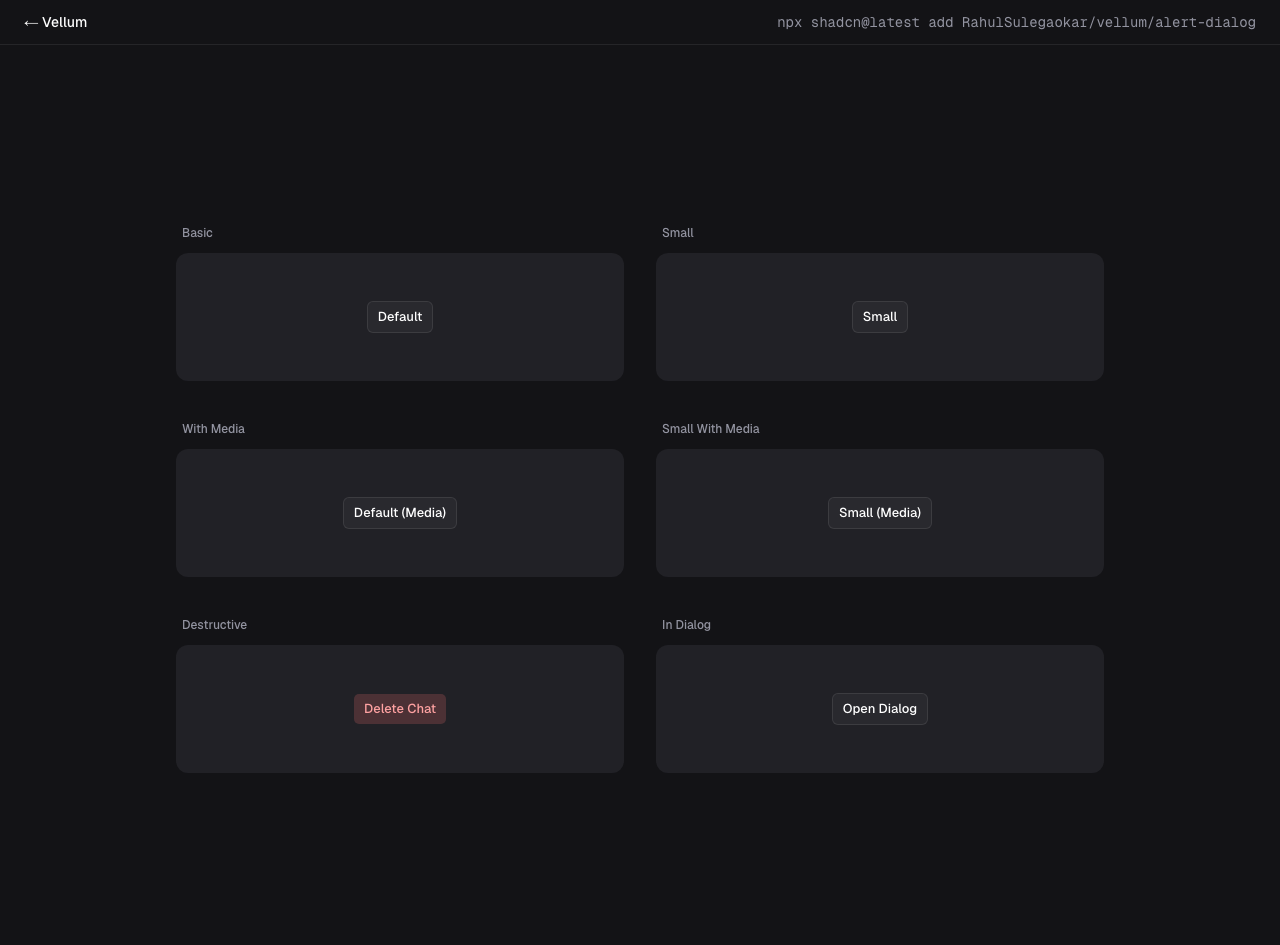 ← Vellum
npx shadcn@latest add RahulSulegaokar/vellum/alert-dialog
Basic
Default
Small
Small
With Media
Default (Media)
Small With Media
Small (Media)
Destructive
Delete Chat
In Dialog
Open Dialog